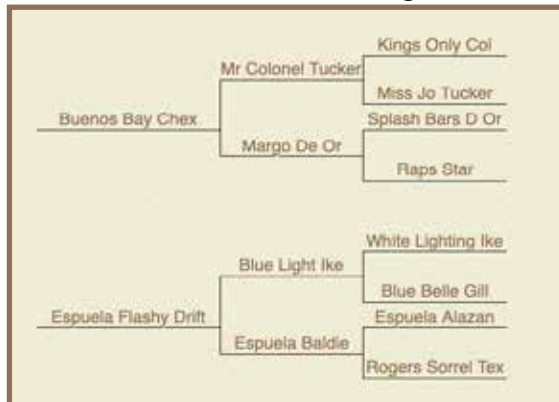 Kings Only Col
Mr Colonel Tucker
Miss Jo Tucker
Buenos Bay Chex
Splash Bars D Or
Margo De Or
Raps Star
White Lighting Ike
Blue Light Ike
Blue Belle Gill
Espuela Flashy Drift
Espuela Alazan
Espuela Baldie
Rogers Sorrel Tex